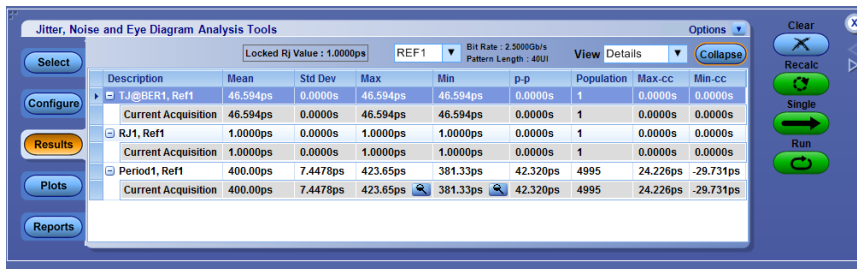 Jitter, Noise and Eye Diagram Analysis Tools Options Clear
Select Locked Rj Value : 1.0000ps REF1 Bit Rate : 2.5000Gb/s View Details Collapse
Pattern Length : 40UI
Recalc
Description Mean Std Dev Max Min p-p Population Max-cc Min-cc
TJ@BER1, Ref1 46.594ps 0.0000s 46.594ps 46.594ps 0.0000s 1 0.0000s 0.0000s
Configure Single
Current Acquisition 46.594ps 0.0000s 46.594ps 46.594ps 0.0000s 1 0.0000s 0.0000s
RJ1, Ref1 1.0000ps 0.0000s 1.0000ps 1.0000ps 0.0000s 1 0.0000s 0.0000s
Results Run
Current Acquisition 1.0000ps 0.0000s 1.0000ps 1.0000ps 0.0000s 1 0.0000s 0.0000s
Period1, Ref1 400.00ps 7.4478ps 423.65ps 381.33ps 42.320ps 4995 24.226ps -29.731ps
Plots
Current Acquisition 400.00ps 7.4478ps 423.65ps 381.33ps 42.320ps 4995 24.226ps -29.731ps
Reports